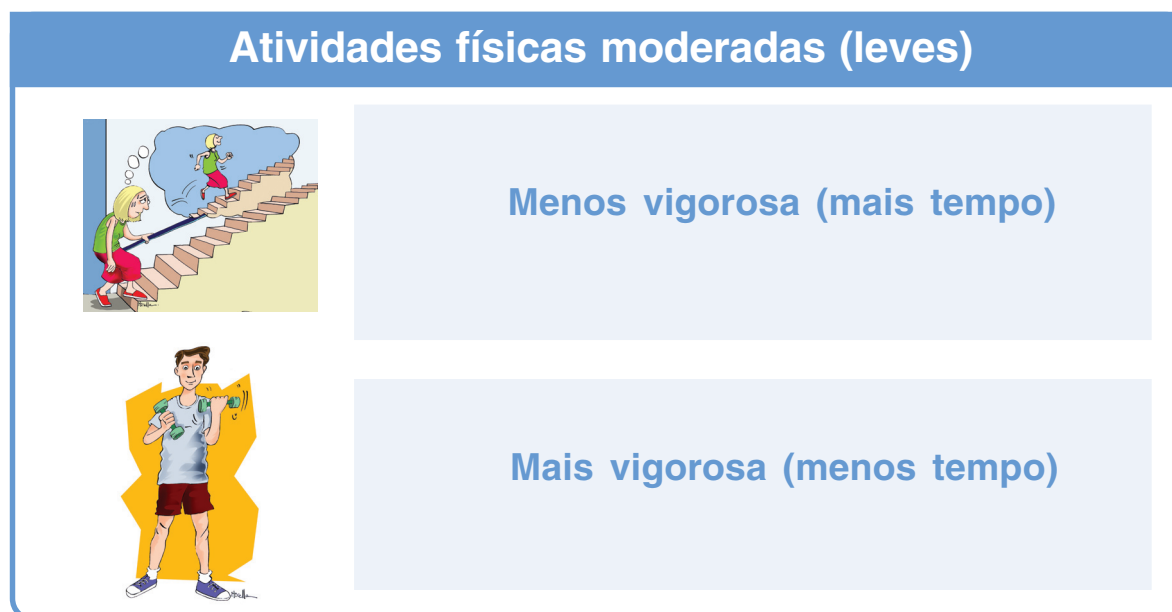 Atividades físicas moderadas (leves)
Menos vigorosa (mais tempo)
Mais vigorosa (menos tempo)